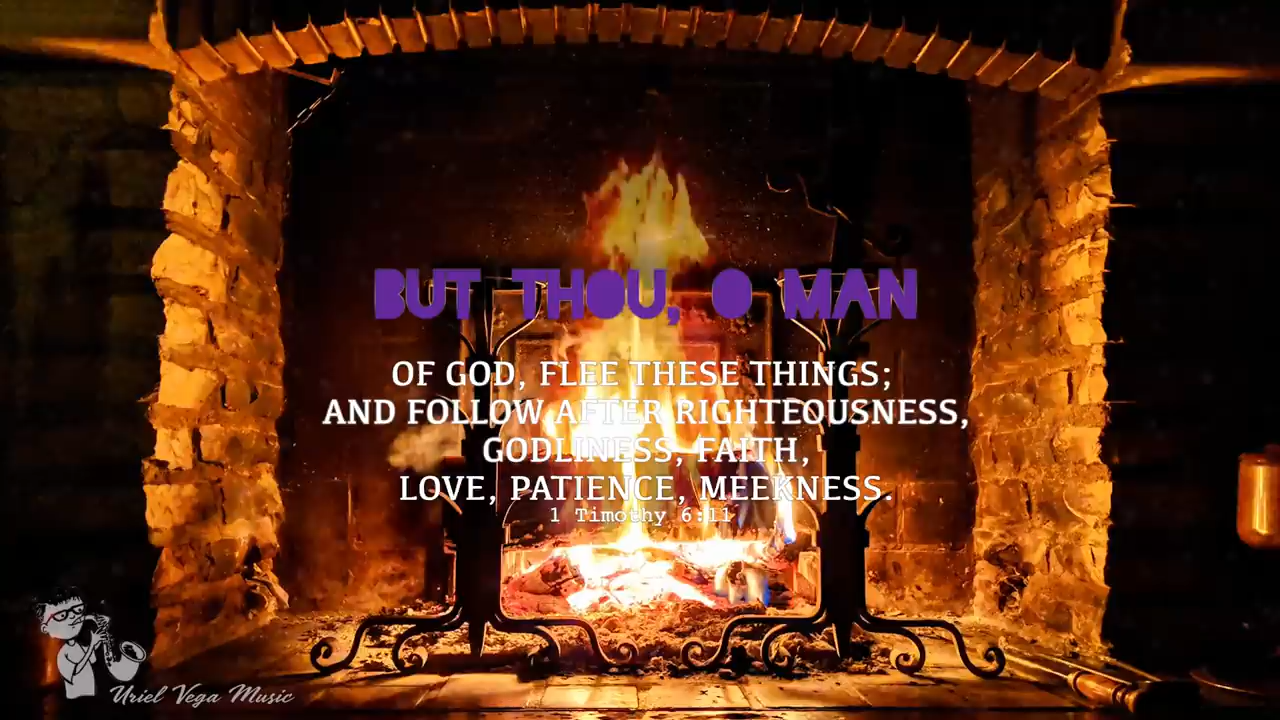 BUT THOU, O MAN
OF GOD, FLEE THESE THINGS;
AND FOLLOW AFTER RIGHTEOUSNESS,
GODLINESS, FAITH,
LOVE, PATIENCE, MEEKNESS.
1 Timothy 6:11
Uriel Vega Music